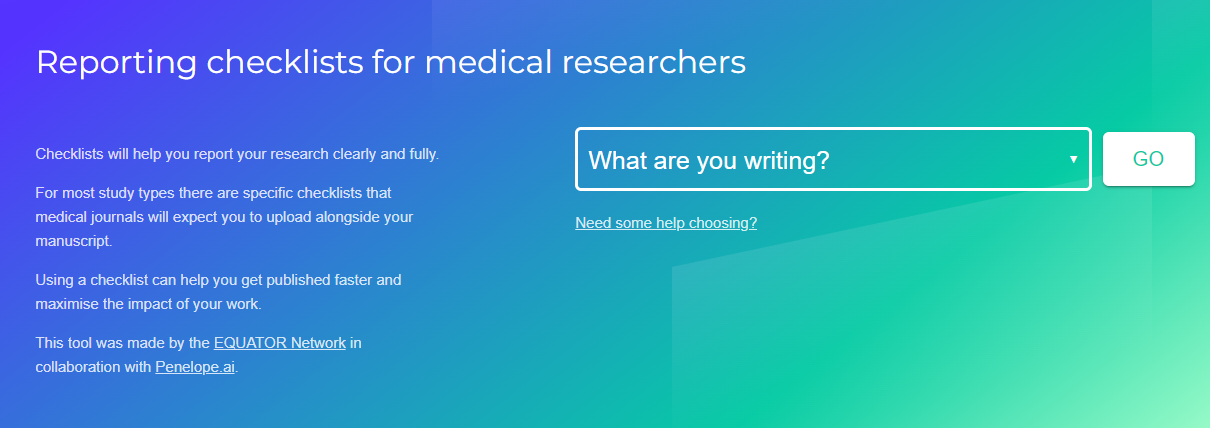 Reporting checklists for medical researchers
Checklists will help you report your research clearly and fully.
For most study types there are specific checklists that
medical journals will expect you to upload alongside your
manuscript.
Using a checklist can help you get published faster and
maximise the impact of your work.
This tool was made by the EQUATOR Network in
collaboration with Penelope.ai.
What are you writing?
GO
Need some help choosing?